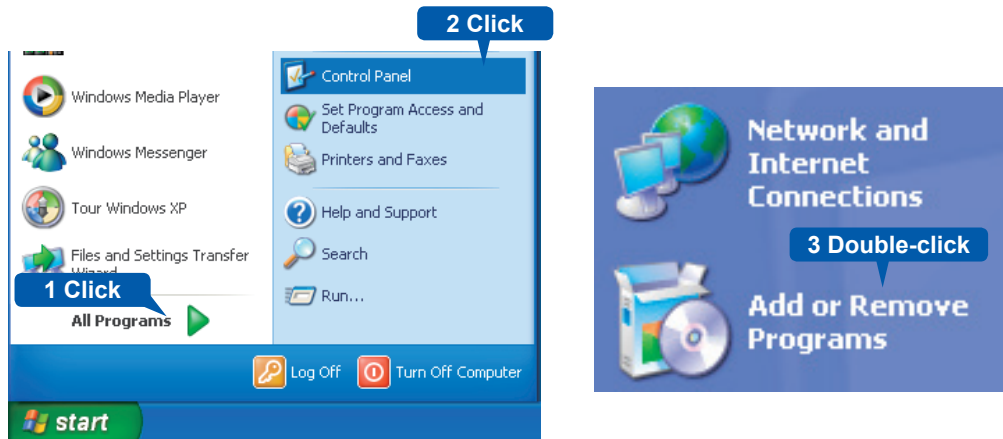 2 Click
Windows Media Player
Windows Messenger
Tour Windows XP
Files and Settings Transfer
Wizard
1 Click
All Programs
Control Panel
Set Program Access and
Defaults
Printers and Faxes
Help and Support
Search
Run...
Log Off
Turn Off Computer
start
Network and
Internet
Connections
3 Double-click
Add or Remove
Programs